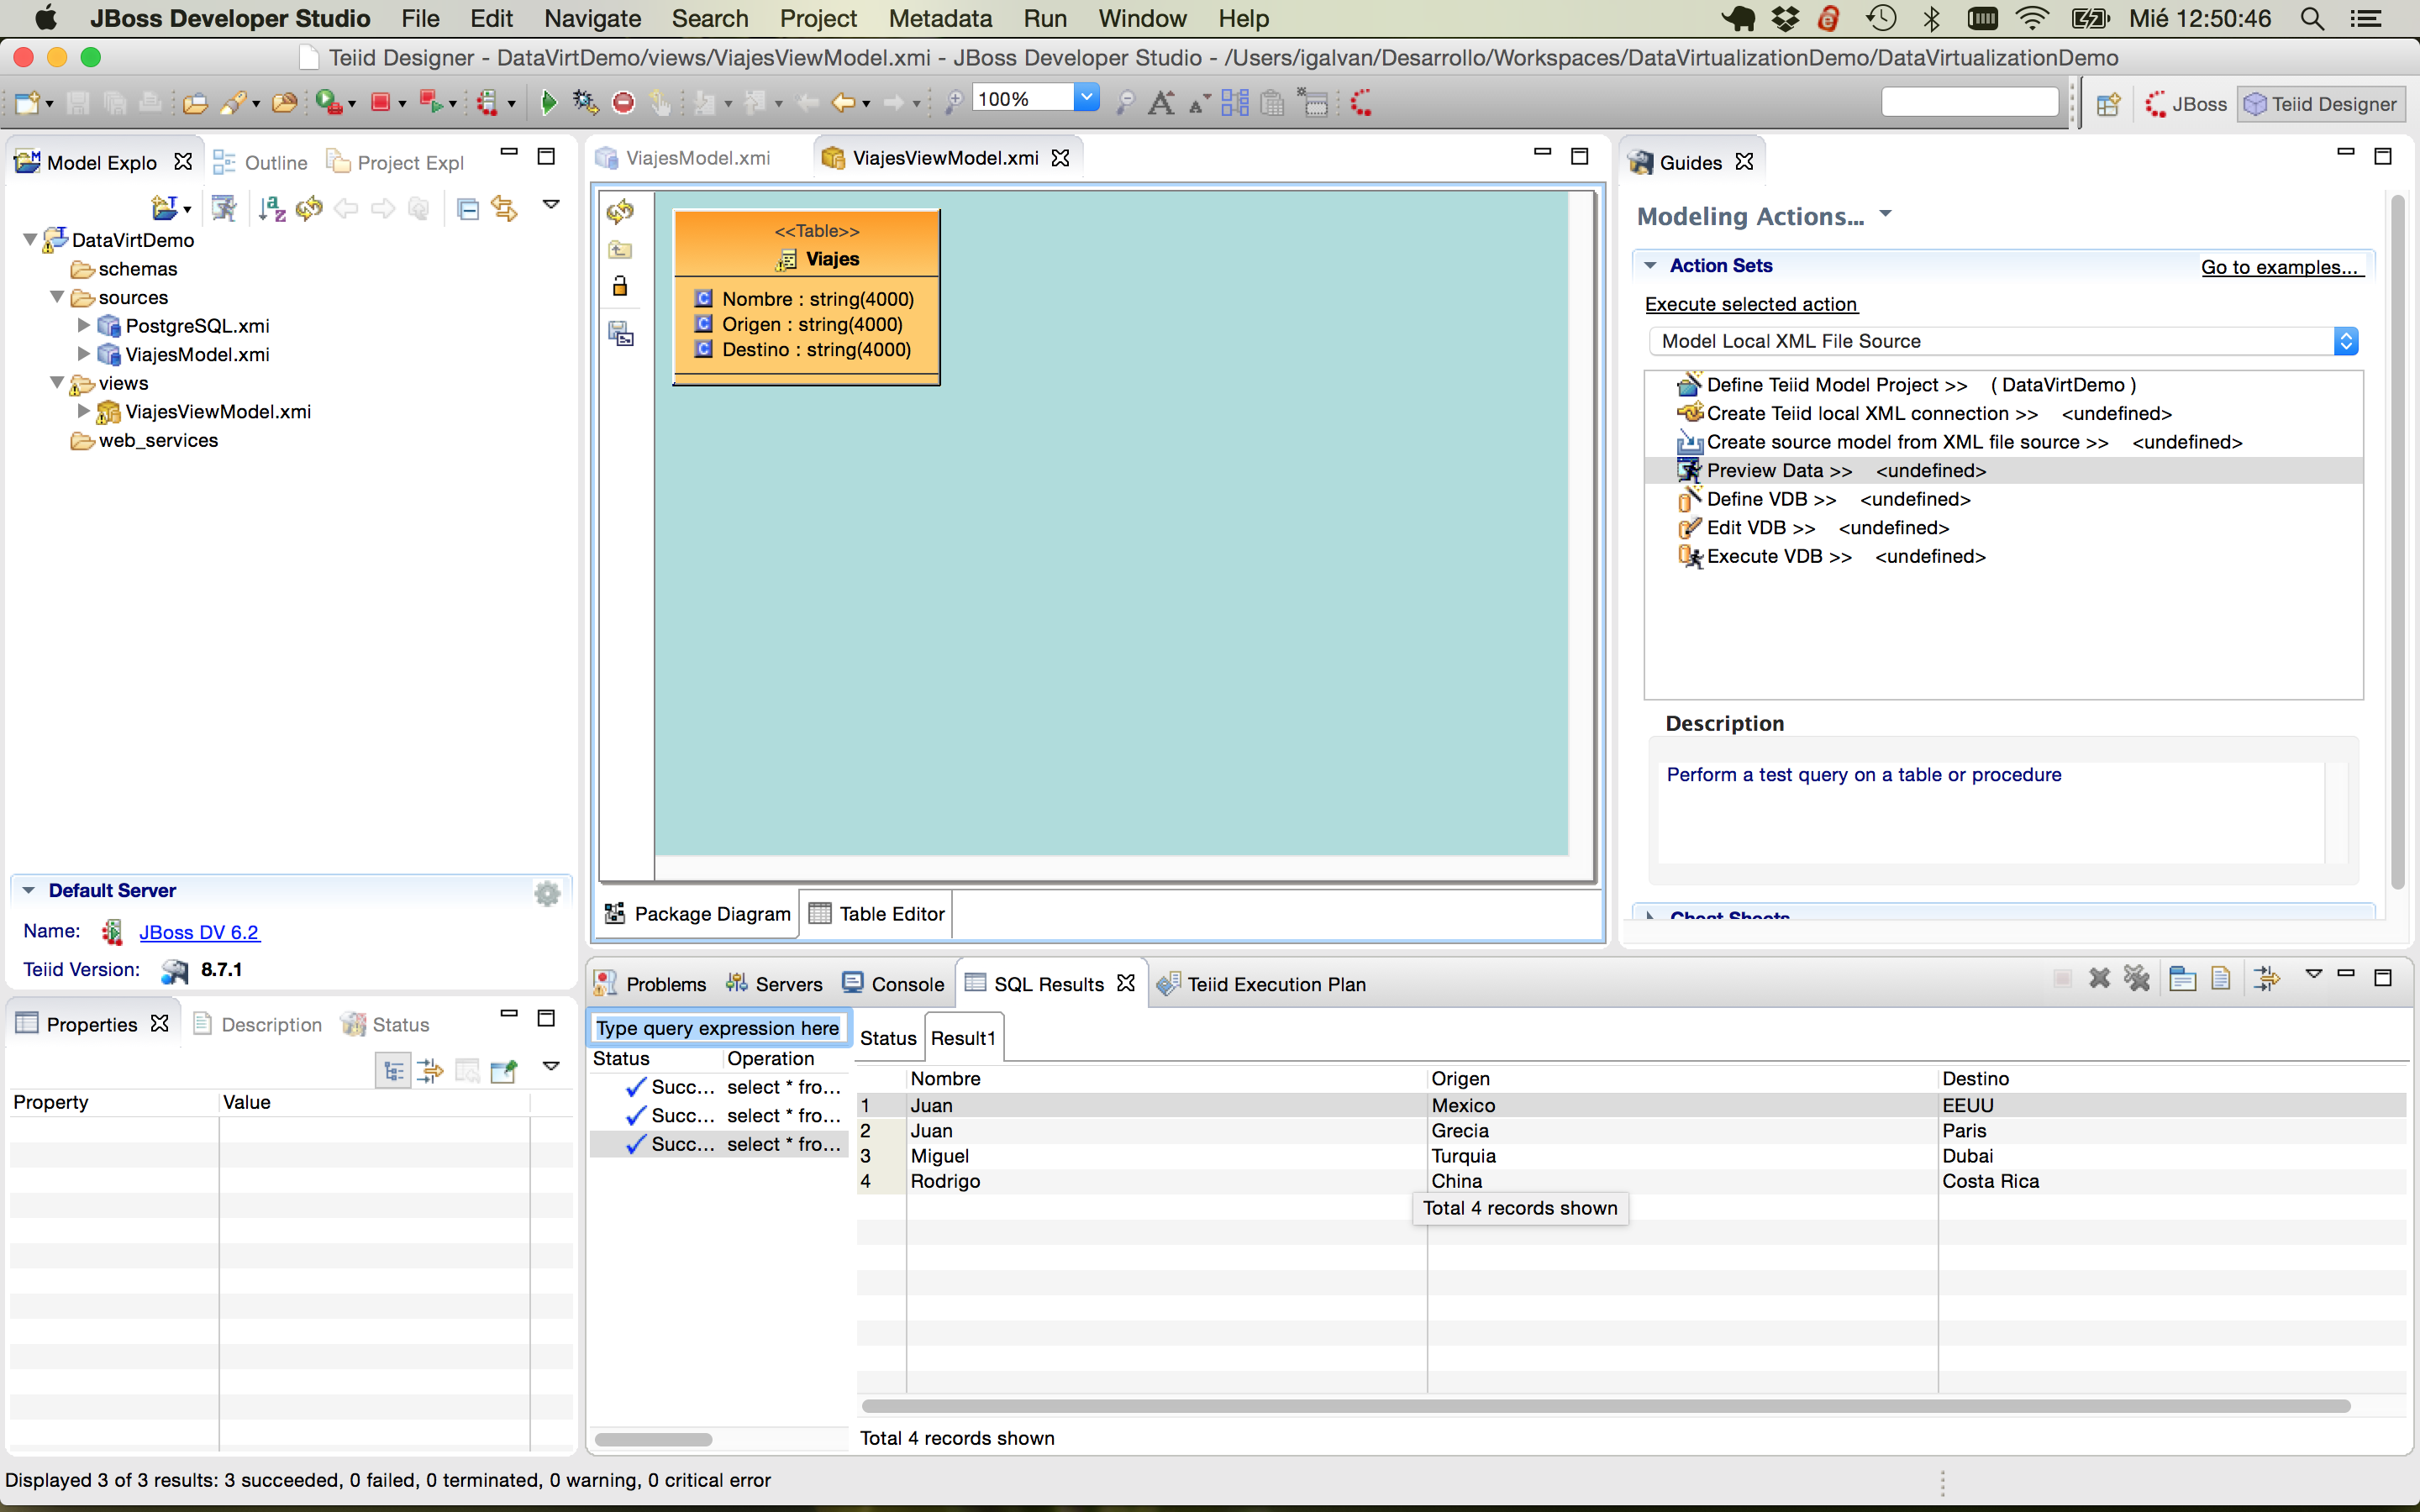 JBoss Developer Studio File Edit Navigate Search Project Metadata Run Window Help Mié 12:50:46
Teiid Designer - DataVirtDemo/views/ViajesViewModel.xmi - JBoss Developer Studio - /Users/igalvan/Desarrollo/Workspaces/DataVirtualizationDemo/DataVirtualizationDemo
100%
JBoss
Teiid Designer
Model Explo
Outline
Project Expl
DataVirtDemo
schemas
sources
PostgreSQL.xmi
ViajesModel.xmi
views
ViajesViewModel.xmi
web_services
Default Server
Name: JBoss DV 6.2
Teiid Version: 8.7.1
Properties
Description
Status
Property Value
ViajesModel.xmi
ViajesViewModel.xmi
<<Table>>
Viajes
Nombre : string(4000)
Origen : string(4000)
Destino : string(4000)
Package Diagram
Table Editor
Guides
Modeling Actions...
Action Sets
Go to examples...
Execute selected action
Model Local XML File Source
Define Teiid Model Project >> ( DataVirtDemo )
Create Teiid local XML connection >> <undefined>
Create source model from XML file source >> <undefined>
Preview Data >> <undefined>
Define VDB >> <undefined>
Edit VDB >> <undefined>
Execute VDB >> <undefined>
Description
Perform a test query on a table or procedure
Cheat Sheets
Problems
Servers
Console
SQL Results
Teiid Execution Plan
Type query expression here
Status Operation
Succ... select * fro...
Succ... select * fro...
Succ... select * fro...
Status
Result1
Nombre Origen Destino
1 Juan Mexico EEUU
2 Juan Grecia Paris
3 Miguel Turquia Dubai
4 Rodrigo China Costa Rica
Total 4 records shown
Total 4 records shown
Displayed 3 of 3 results: 3 succeeded, 0 failed, 0 terminated, 0 warning, 0 critical error